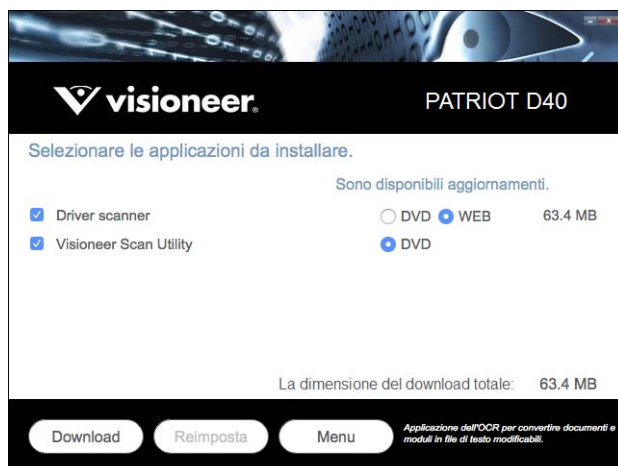 visioneer®
PATRIOT D40
Selezionare le applicazioni da installare.
Sono disponibili aggiornamenti.
Driver scanner DVD WEB 63.4 MB
Visioneer Scan Utility DVD
La dimensione del download totale: 63.4 MB
Download Reimposta Menu
Applicazione dell'OCR per convertire documenti e
moduli in file di testo modificabili.